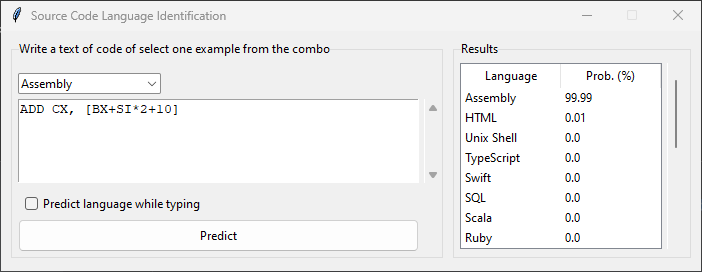 Source Code Language Identification
Write a text of code of select one example from the combo
Assembly
ADD CX, [BX+SI*2+10]
Predict language while typing
Predict
Results
Language Prob. (%)
Assembly 99.99
HTML 0.01
Unix Shell 0.0
TypeScript 0.0
Swift 0.0
SQL 0.0
Scala 0.0
Ruby 0.0